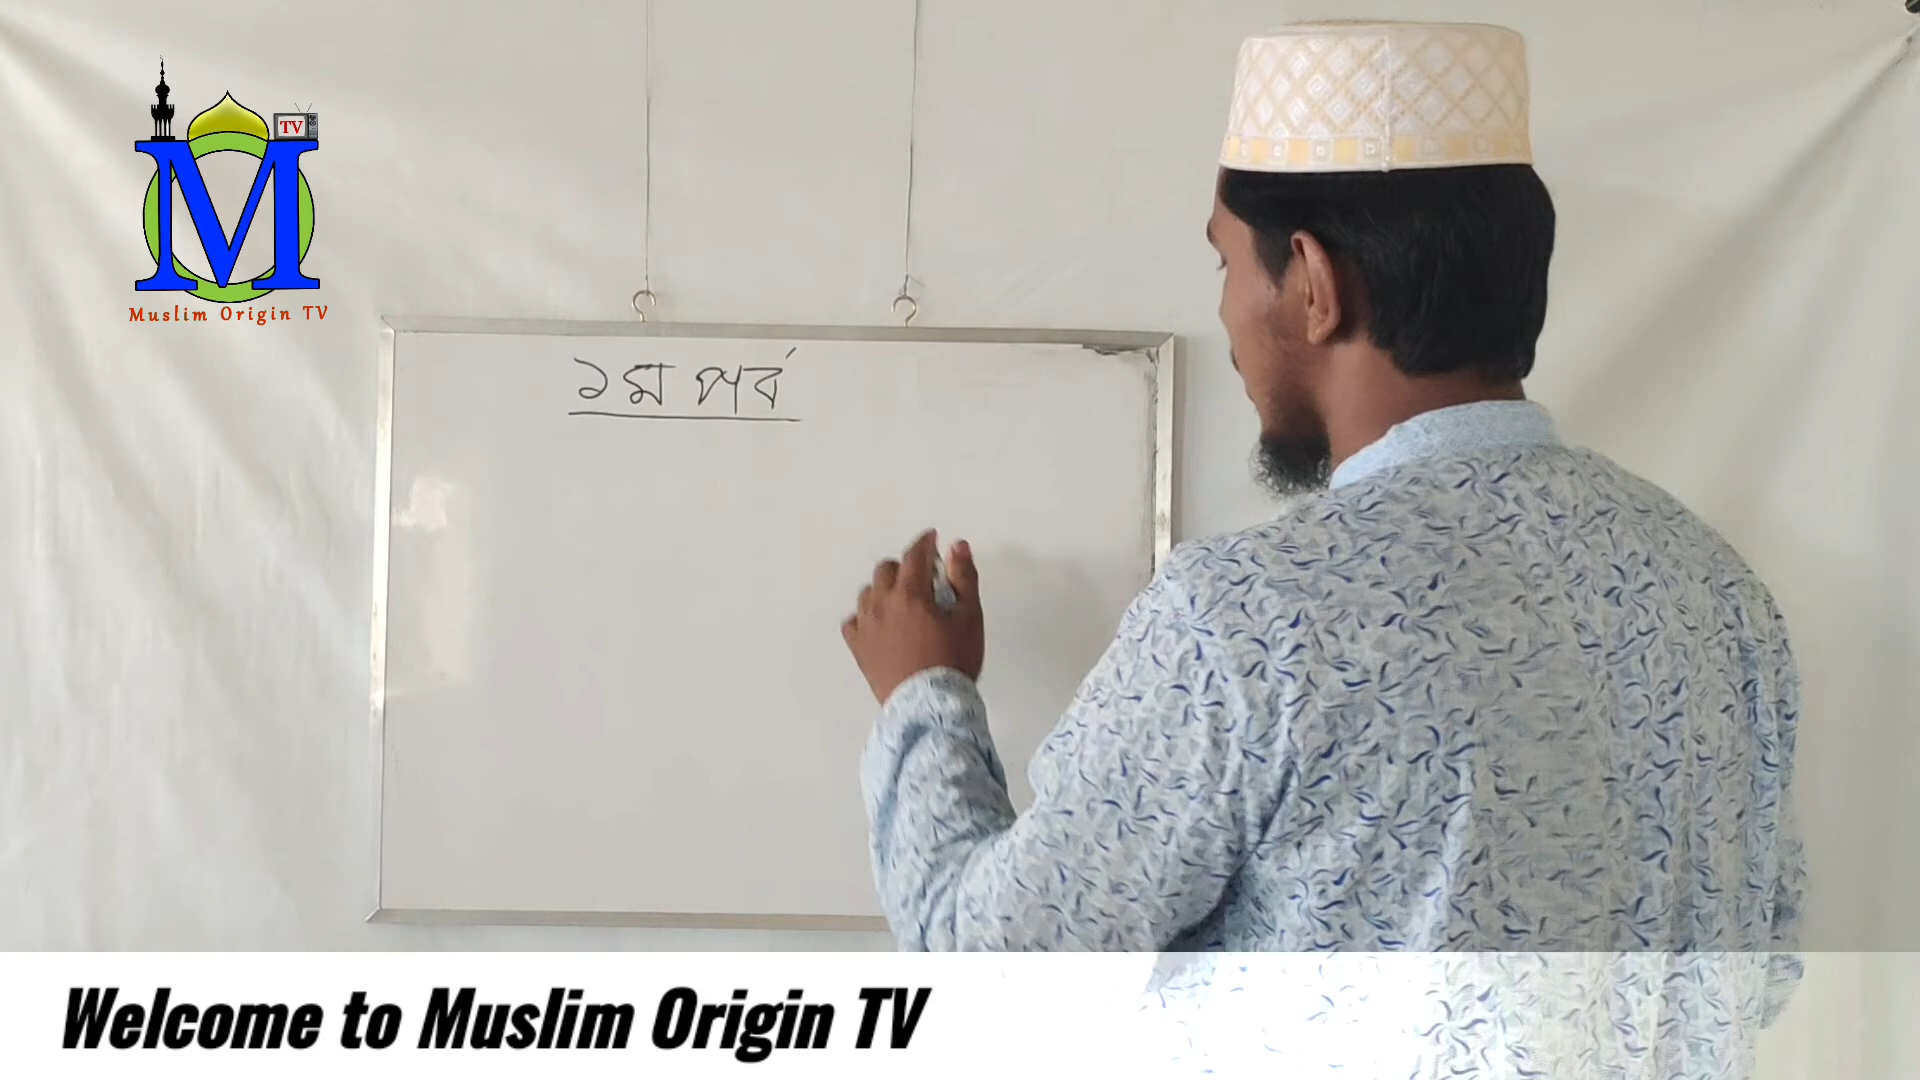 TV
M
Muslim Origin TV
১ম পর্ব
Welcome to Muslim Origin TV